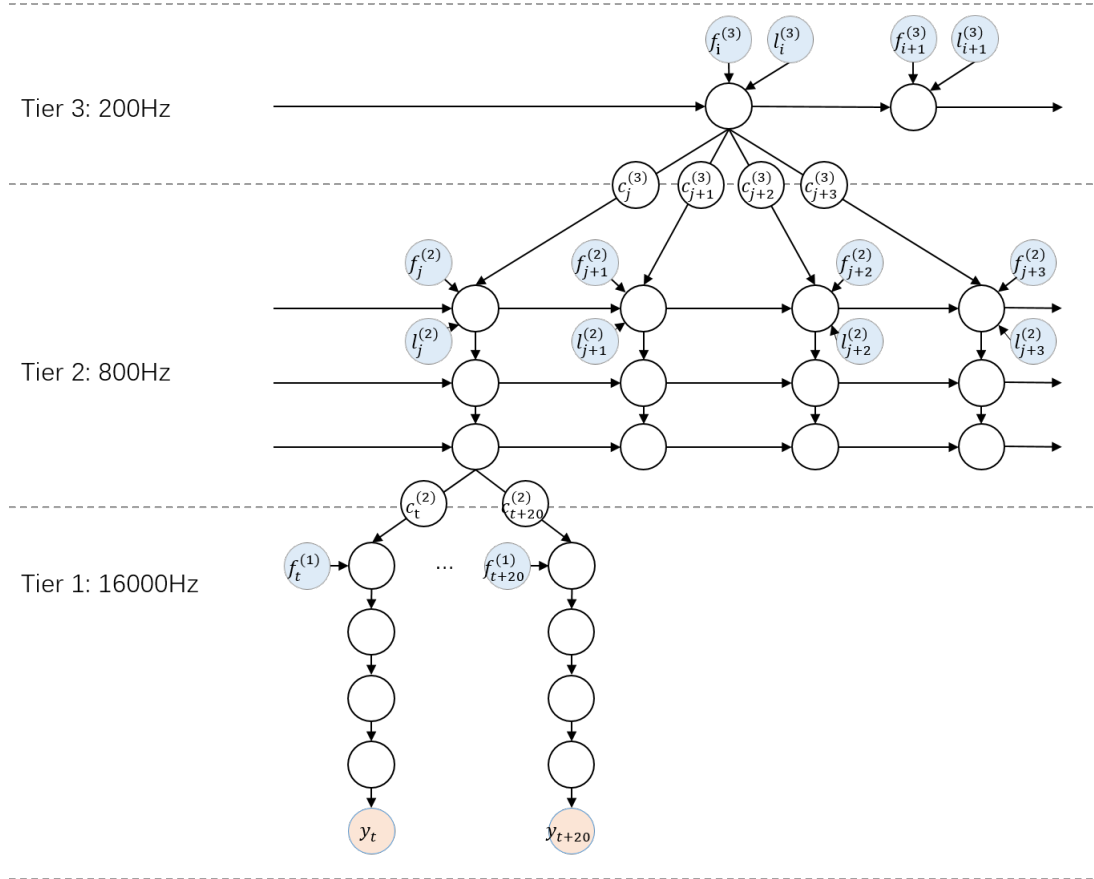 f_i^(3) l_i^(3) f_{i+1}^(3) l_{i+1}^(3)
Tier 3: 200Hz
c_j^(3) c_{j+1}^(3) c_{j+2}^(3) c_{j+3}^(3)
f_j^(2) f_{j+1}^(2) f_{j+2}^(2) f_{j+3}^(2)
l_j^(2) l_{j+1}^(2) l_{j+2}^(2) l_{j+3}^(2)
Tier 2: 800Hz
c_t^(2) c_{t+20}^(2)
f_t^(1) ... f_{t+20}^(1)
Tier 1: 16000Hz
y_t y_{t+20}